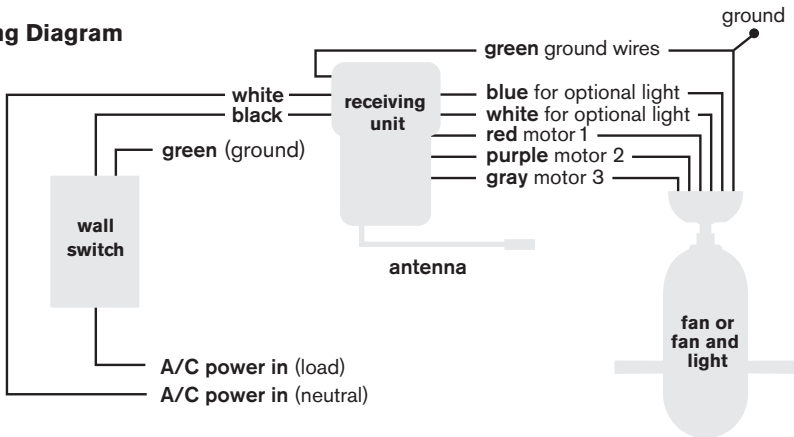 ng Diagram
ground
green ground wires
white
black
green (ground)
receiving
unit
blue for optional light
white for optional light
red motor 1
purple motor 2
gray motor 3
wall
switch
antenna
fan or
fan and
light
A/C power in (load)
A/C power in (neutral)